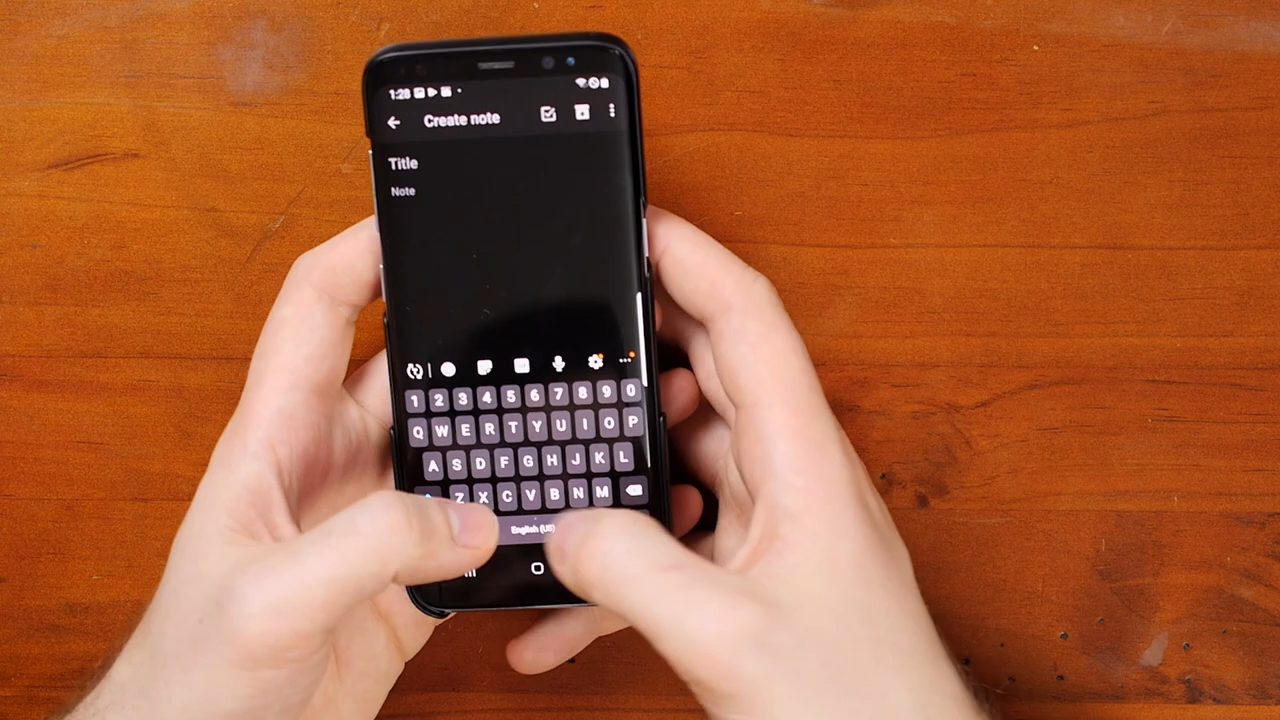 1:28
Create note
Title
Note
1 2 3 4 5 6 7 8 9 0
Q W E R T Y U I O P
A S D F G H J K L
Z X C V B N M
English (US)